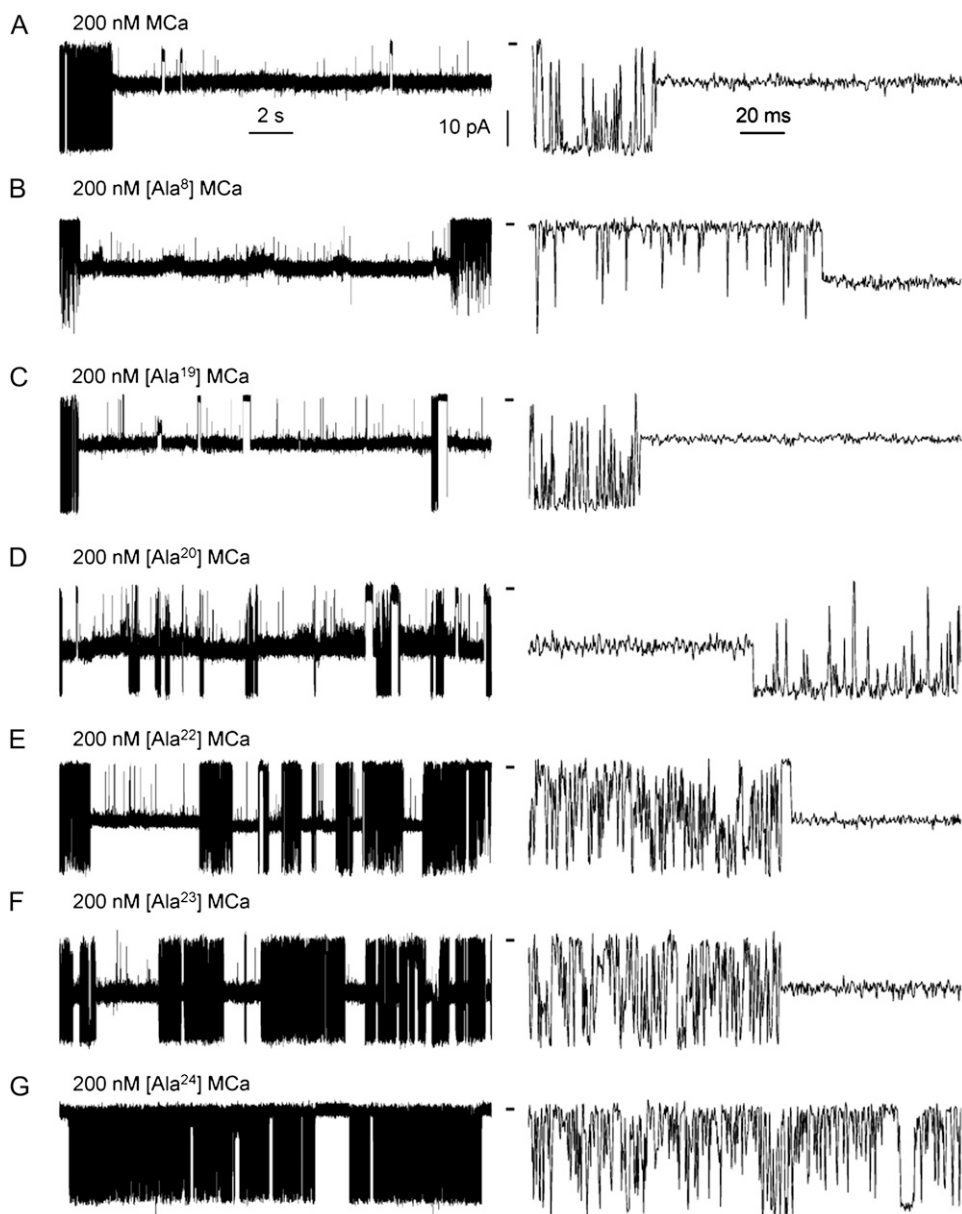 A
200 nM MCa
2 s
10 pA
20 ms
B
200 nM [Ala⁸] MCa
C
200 nM [Ala¹⁹] MCa
D
200 nM [Ala²⁰] MCa
E
200 nM [Ala²²] MCa
F
200 nM [Ala²³] MCa
G
200 nM [Ala²⁴] MCa